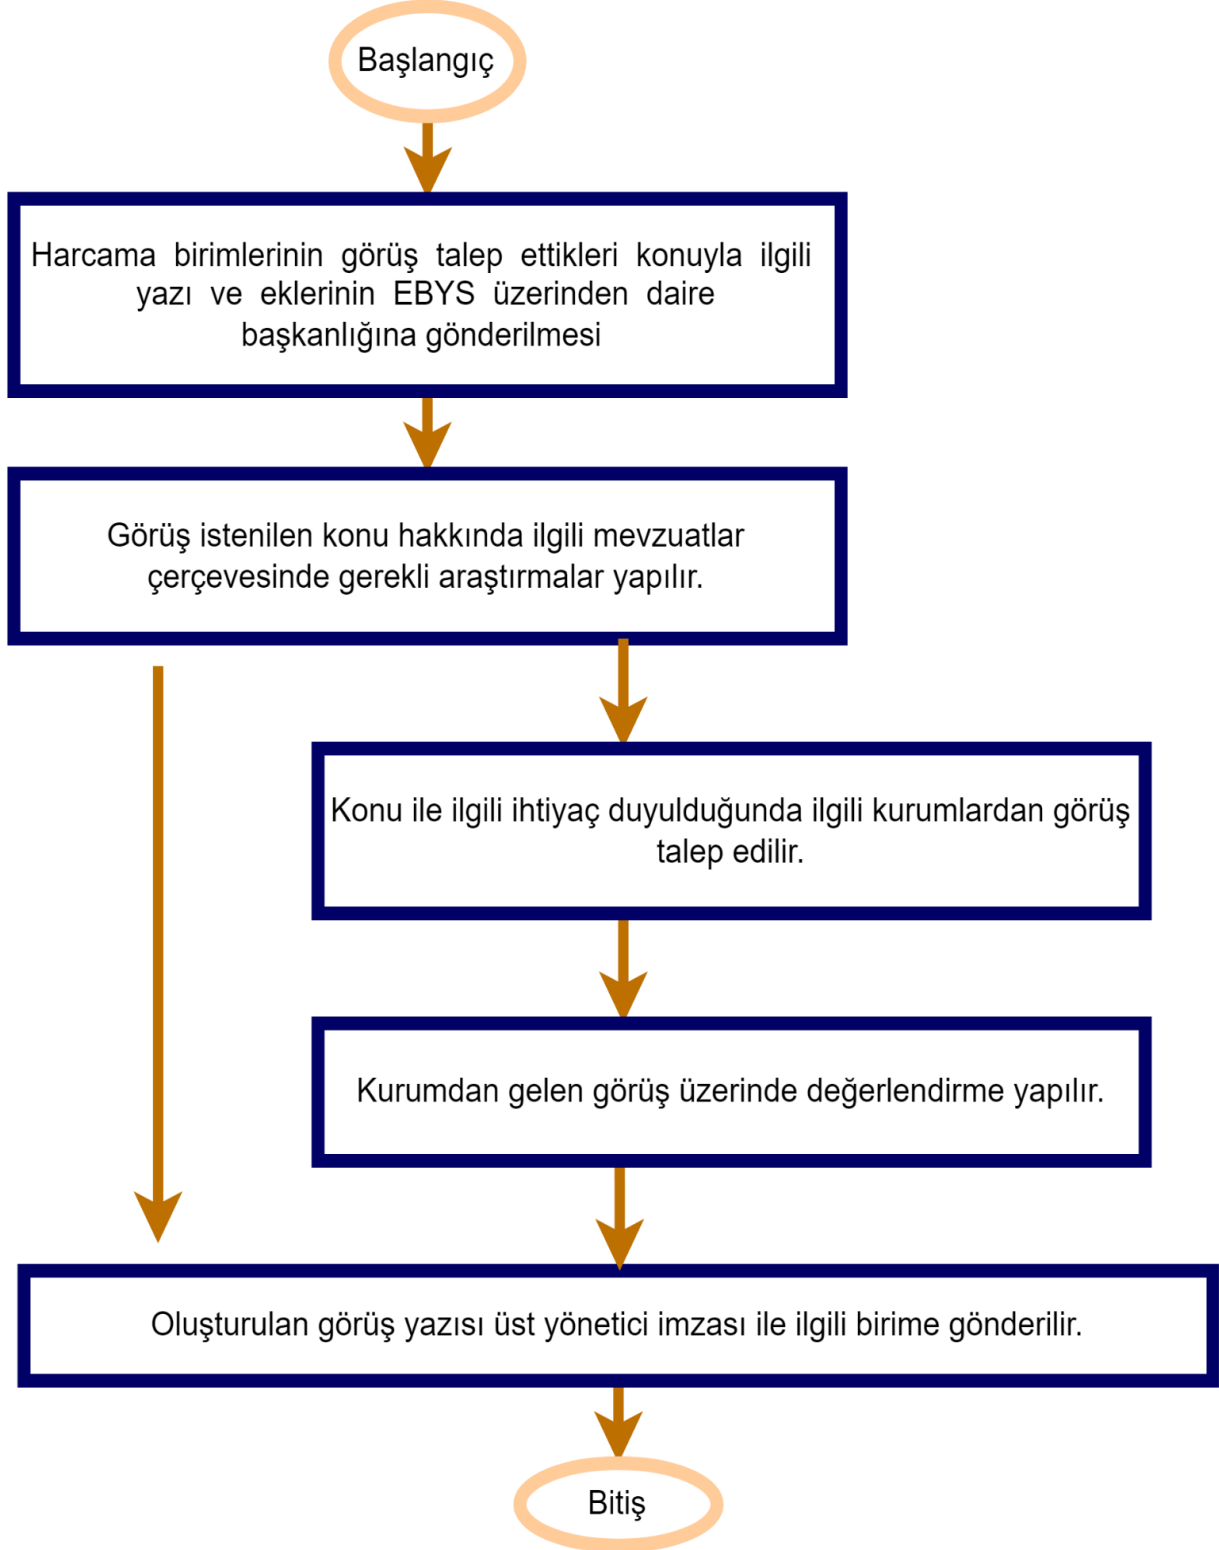 Başlangıç
Harcama birimlerinin görüş talep ettikleri konuyla ilgili
yazı ve eklerinin EBYS üzerinden daire
başkanlığına gönderilmesi
Görüş istenilen konu hakkında ilgili mevzuatlar
çerçevesinde gerekli araştırmalar yapılır.
Konu ile ilgili ihtiyaç duyulduğunda ilgili kurumlardan görüş
talep edilir.
Kurumdan gelen görüş üzerinde değerlendirme yapılır.
Oluşturulan görüş yazısı üst yönetici imzası ile ilgili birime gönderilir.
Bitiş